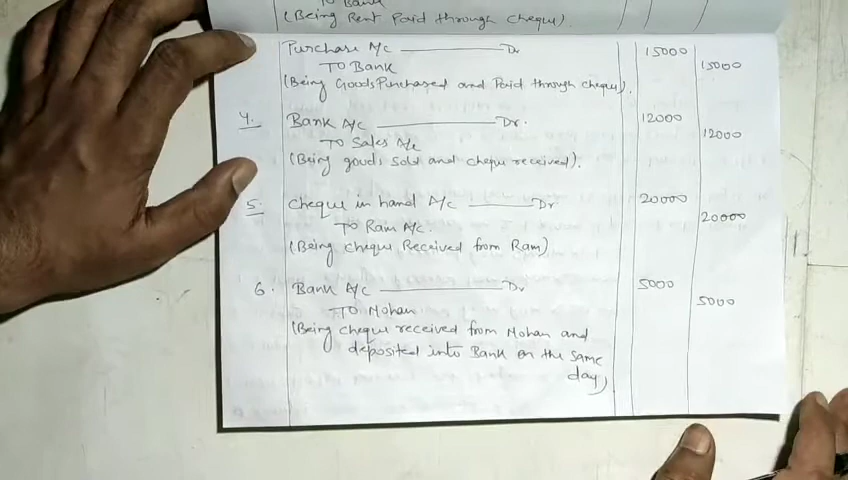 To Bank
(Being Rent Paid through cheque).
Purchase A/c Dr 15000
To Bank 15000
(Being Goods Purchased and Paid through cheque).
4. Bank A/c Dr. 12000
To Sales A/c 12000
(Being goods sold and cheque received).
5. Cheque in hand A/c Dr 20000
To Ram A/c. 20000
(Being cheque Received from Ram)
6. Bank A/c Dr 5000
To Mohan 5000
(Being cheque received from Mohan and
deposited into Bank on the same
day)